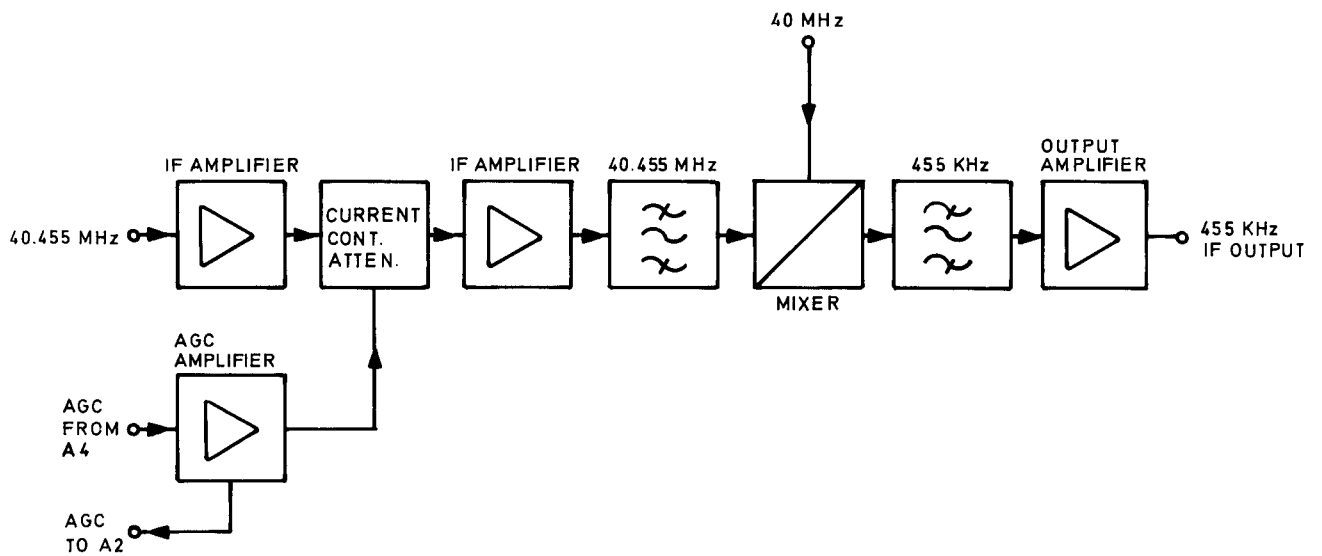 40 MHz
IF AMPLIFIER
IF AMPLIFIER
40.455 MHz
455 KHz
OUTPUT
AMPLIFIER
40.455 MHz
CURRENT
CONT.
ATTEN.
455 KHz
IF OUTPUT
MIXER
AGC
AMPLIFIER
AGC
FROM
A4
AGC
TO A2